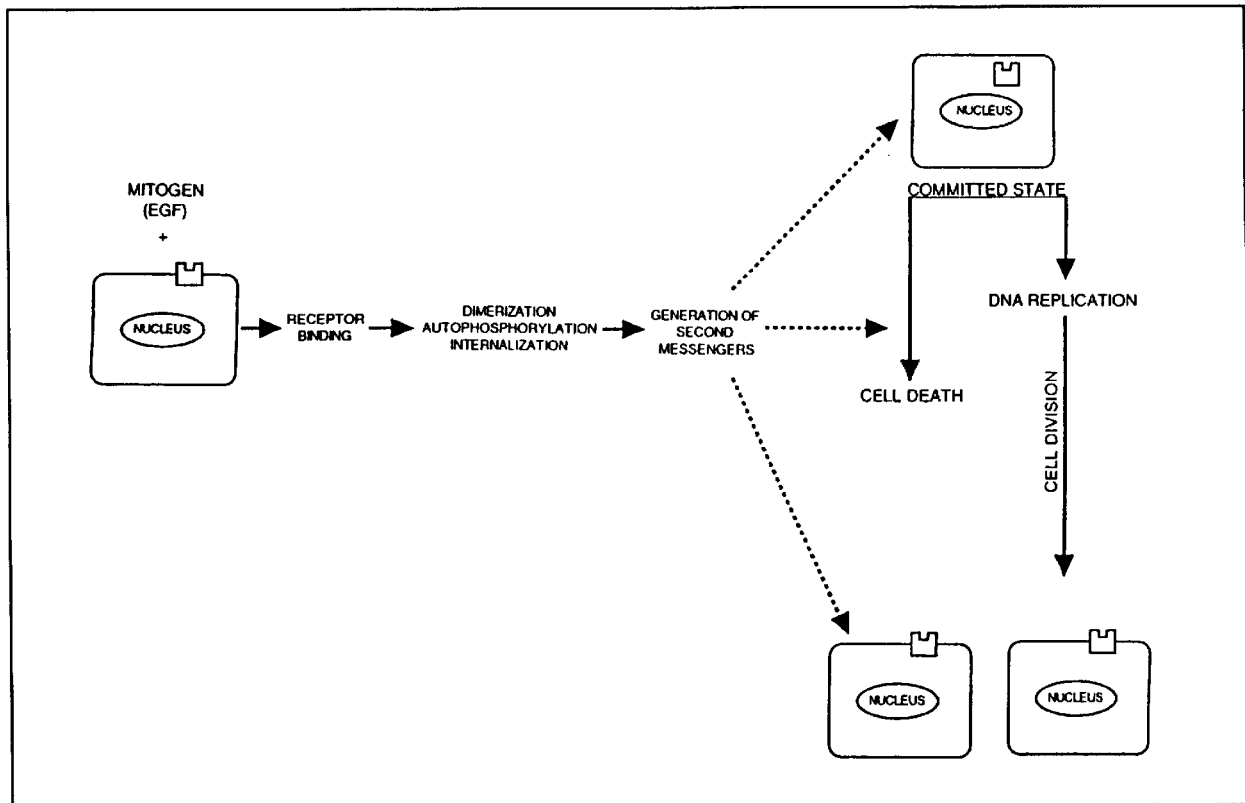 MITOGEN
(EGF)
+
NUCLEUS
RECEPTOR
BINDING
DIMERIZATION
AUTOPHOSPHORYLATION
INTERNALIZATION
GENERATION OF
SECOND
MESSENGERS
NUCLEUS
COMMITTED STATE
CELL DEATH
DNA REPLICATION
CELL DIVISION
NUCLEUS
NUCLEUS